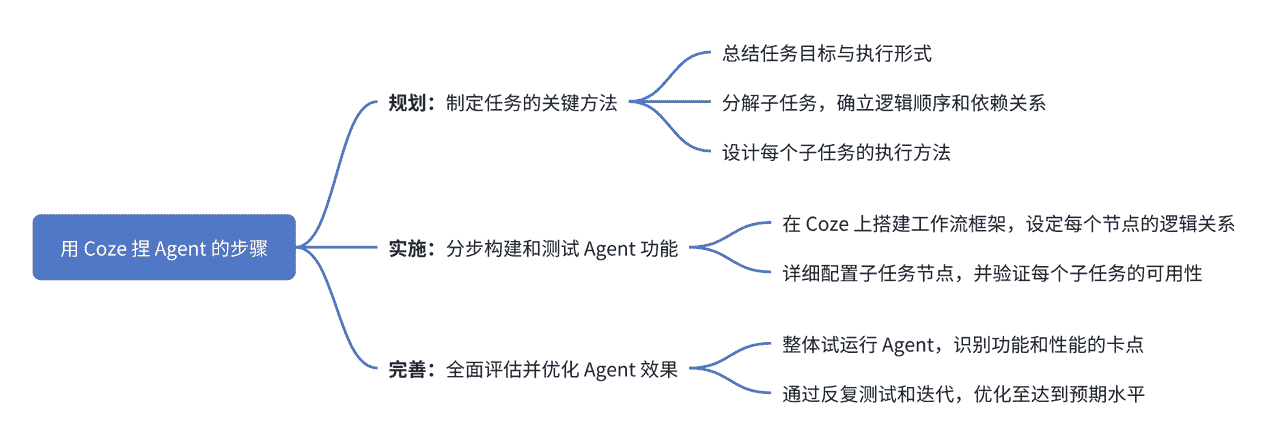 用 Coze 捏 Agent 的步骤
规划：制定任务的关键方法
总结任务目标与执行形式
分解子任务，确立逻辑顺序和依赖关系
设计每个子任务的执行方法
实施：分步构建和测试 Agent 功能
在 Coze 上搭建工作流框架，设定每个节点的逻辑关系
详细配置子任务节点，并验证每个子任务的可用性
完善：全面评估并优化 Agent 效果
整体试运行 Agent，识别功能和性能的卡点
通过反复测试和迭代，优化至达到预期水平